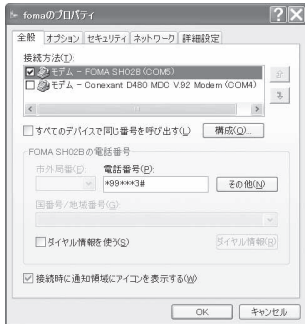 fomaのプロパティ
全般 オプション セキュリティ ネットワーク 詳細設定
接続方法(T):
モデム - FOMA SH02B (COM5)
モデム - Conexant D480 MDC V.92 Modem (COM4)
すべてのデバイスで同じ番号を呼び出す(L) 構成(O)...
FOMA SH02Bの電話番号
市外局番(E): 電話番号(P):
*99***3# その他(N)
国番号/地域番号(G):
ダイヤル情報を使う(S) ダイヤル情報(R)
接続時に通知領域にアイコンを表示する(W)
OK キャンセル